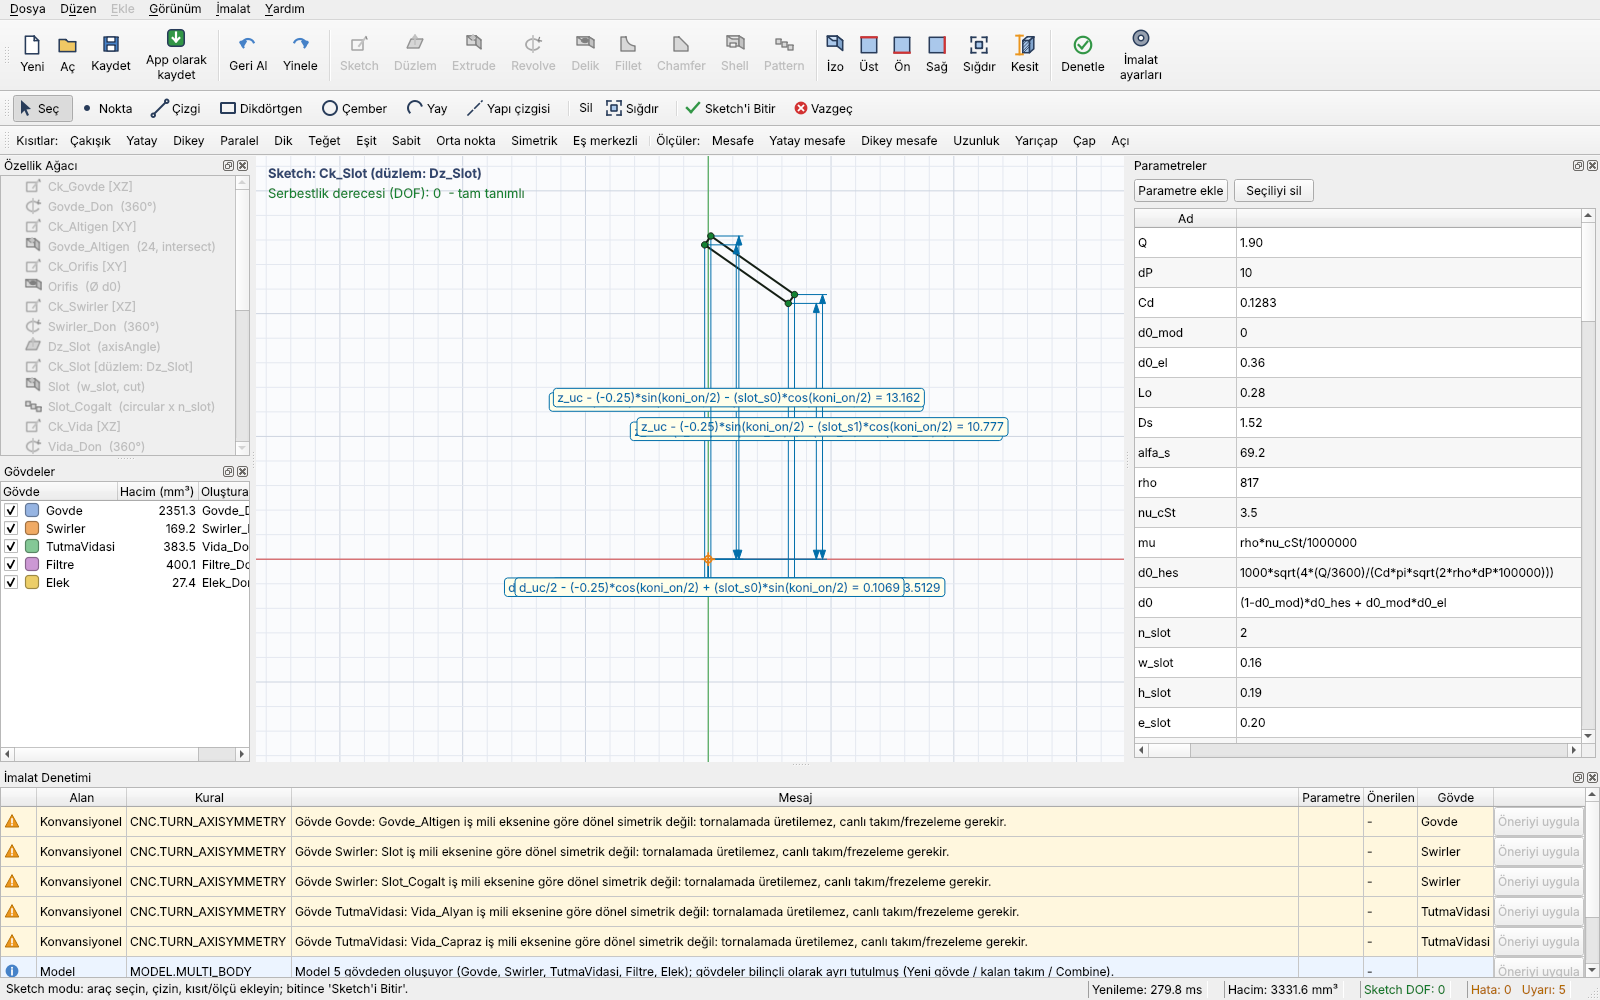 Dosya Düzen Ekle Görünüm İmalat Yardım
Yeni Aç Kaydet App olarak kaydet Geri Al Yinele Sketch Düzlem Extrude Revolve Delik Fillet Chamfer Shell Pattern İzo Üst Ön Sağ Sığdır Kesit Denetle İmalat ayarları
Seç Nokta Çizgi Dikdörtgen Çember Yay Yapı çizgisi Sil Sığdır Sketch'i Bitir Vazgeç
Kısıtlar: Çakışık Yatay Dikey Paralel Dik Teğet Eşit Sabit Orta nokta Simetrik Eş merkezli Ölçüler: Mesafe Yatay mesafe Dikey mesafe Uzunluk Yarıçap Çap Açı
Özellik Ağacı
Ck_Govde [XZ]
Govde_Don (360°)
Ck_Altigen [XY]
Govde_Altigen (24, intersect)
Ck_Orifis [XY]
Orifis (Ø d0)
Ck_Swirler [XZ]
Swirler_Don (360°)
Dz_Slot (axisAngle)
Ck_Slot [düzlem: Dz_Slot]
Slot (w_slot, cut)
Slot_Cogalt (circular x n_slot)
Ck_Vida [XZ]
Vida_Don (360°)
Gövdeler
Gövde Hacim (mm³) Oluştura
Govde 2351.3 Govde_D
Swirler 169.2 Swirler_
TutmaVidasi 383.5 Vida_Do
Filtre 400.1 Filtre_Do
Elek 27.4 Elek_Don
Sketch: Ck_Slot (düzlem: Dz_Slot)
Serbestlik derecesi (DOF): 0 - tam tanımlı
z_uc - (-0.25)*sin(koni_on/2) - (slot_s0)*cos(koni_on/2) = 13.162
z_uc - (-0.25)*sin(koni_on/2) - (slot_s1)*cos(koni_on/2) = 10.777
d d_uc/2 - (-0.25)*cos(koni_on/2) + (slot_s0)*sin(koni_on/2) = 0.1069 3.5129
Parametreler
Parametre ekle Seçiliyi sil
Ad
Q 1.90
dP 10
Cd 0.1283
d0_mod 0
d0_el 0.36
Lo 0.28
Ds 1.52
alfa_s 69.2
rho 817
nu_cSt 3.5
mu rho*nu_cSt/1000000
d0_hes 1000*sqrt(4*(Q/3600)/(Cd*pi*sqrt(2*rho*dP*100000)))
d0 (1-d0_mod)*d0_hes + d0_mod*d0_el
n_slot 2
w_slot 0.16
h_slot 0.19
e_slot 0.20
İmalat Denetimi
Alan Kural Mesaj Parametre Önerilen Gövde
Konvansiyonel CNC.TURN_AXISYMMETRY Gövde Govde: Govde_Altigen iş mili eksenine göre dönel simetrik değil: tornalamada üretilemez, canlı takım/frezeleme gerekir. - Govde Öneriyi uygula
Konvansiyonel CNC.TURN_AXISYMMETRY Gövde Swirler: Slot iş mili eksenine göre dönel simetrik değil: tornalamada üretilemez, canlı takım/frezeleme gerekir. - Swirler Öneriyi uygula
Konvansiyonel CNC.TURN_AXISYMMETRY Gövde Swirler: Slot_Cogalt iş mili eksenine göre dönel simetrik değil: tornalamada üretilemez, canlı takım/frezeleme gerekir. - Swirler Öneriyi uygula
Konvansiyonel CNC.TURN_AXISYMMETRY Gövde TutmaVidasi: Vida_Alyan iş mili eksenine göre dönel simetrik değil: tornalamada üretilemez, canlı takım/frezeleme gerekir. - TutmaVidasi Öneriyi uygula
Konvansiyonel CNC.TURN_AXISYMMETRY Gövde TutmaVidasi: Vida_Capraz iş mili eksenine göre dönel simetrik değil: tornalamada üretilemez, canlı takım/frezeleme gerekir. - TutmaVidasi Öneriyi uygula
Model MODEL.MULTI_BODY Model 5 gövdeden oluşuyor (Govde, Swirler, TutmaVidasi, Filtre, Elek); gövdeler bilinçli olarak ayrı tutulmuş (Yeni gövde / kalan takım / Combine). - Öneriyi uygula
Sketch modu: araç seçin, çizin, kısıt/ölçü ekleyin; bitince 'Sketch'i Bitir'. Yenileme: 279.8 ms Hacim: 3331.6 mm³ Sketch DOF: 0 Hata: 0 Uyarı: 5